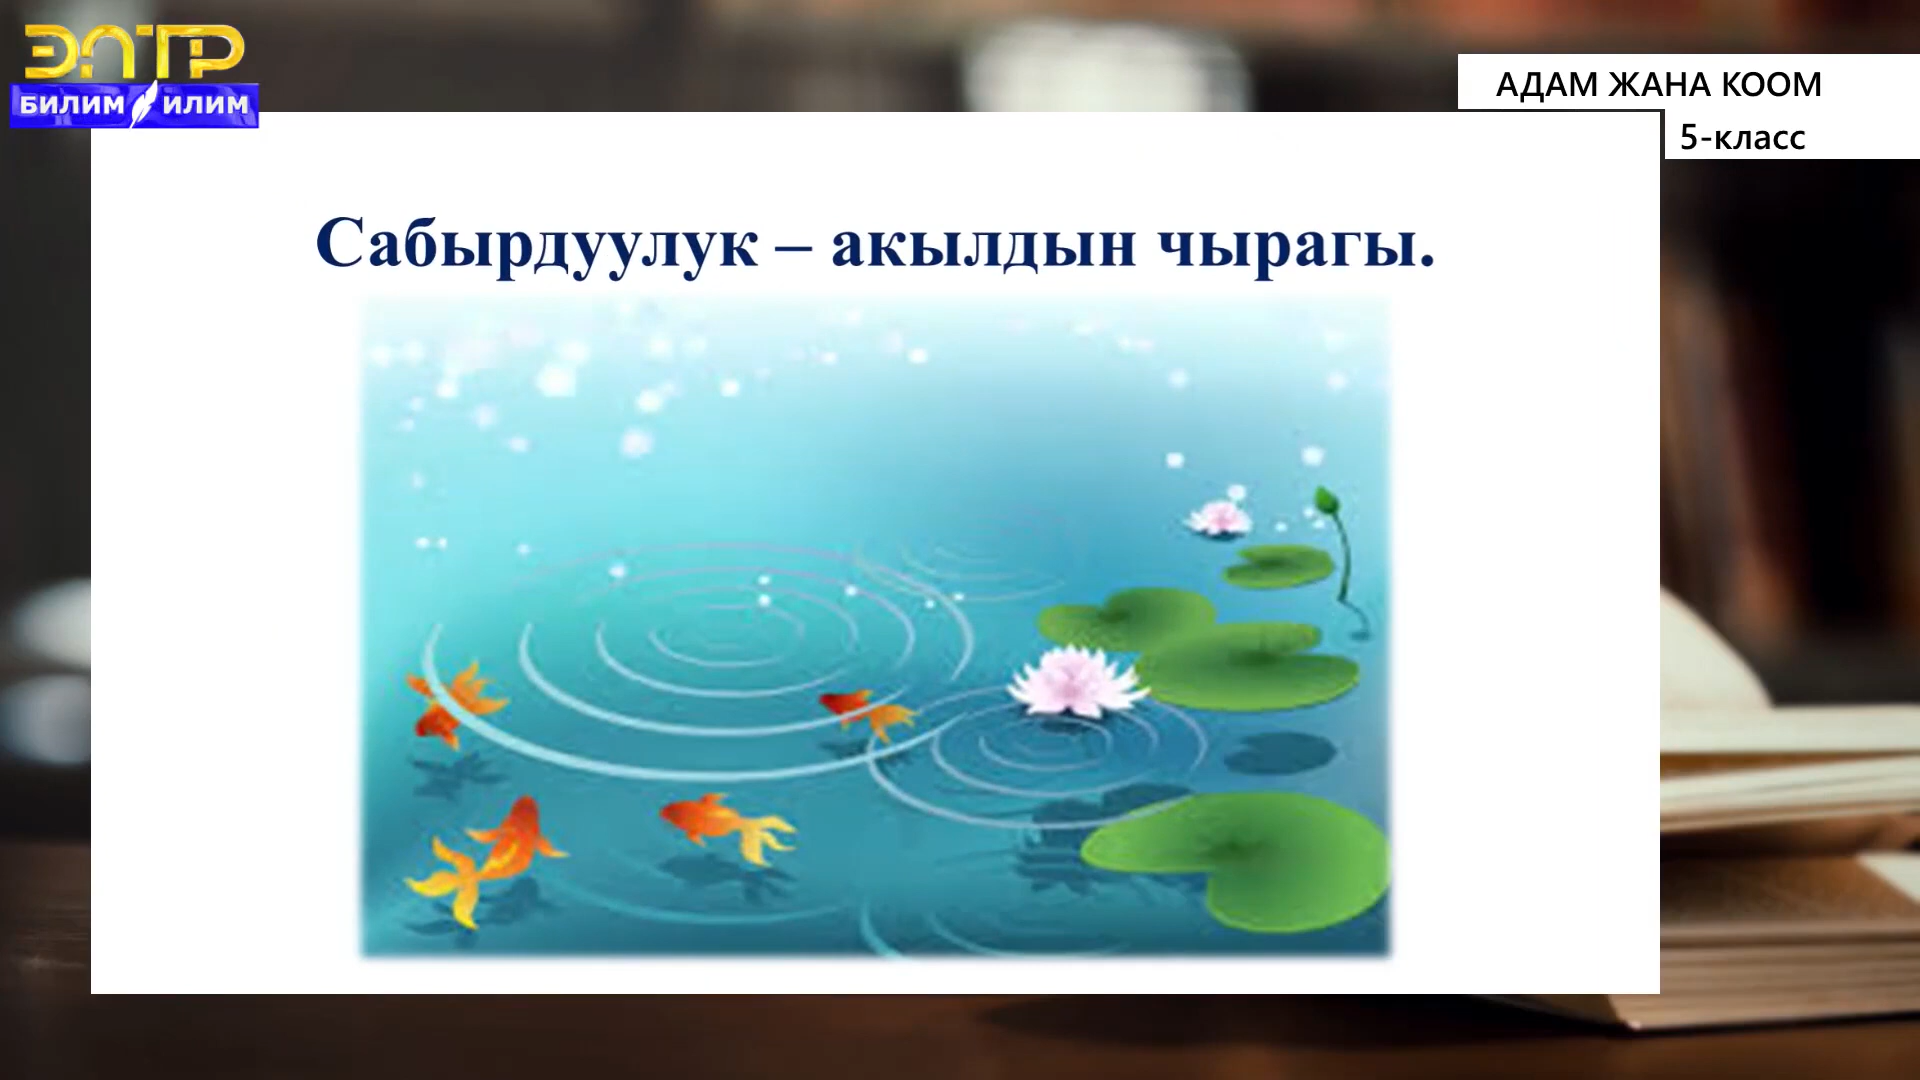 ЭЛТР
БИЛИМ ИЛИМ
АДАМ ЖАНА КООМ
5-класс
Сабырдуулук – акылдын чырагы.